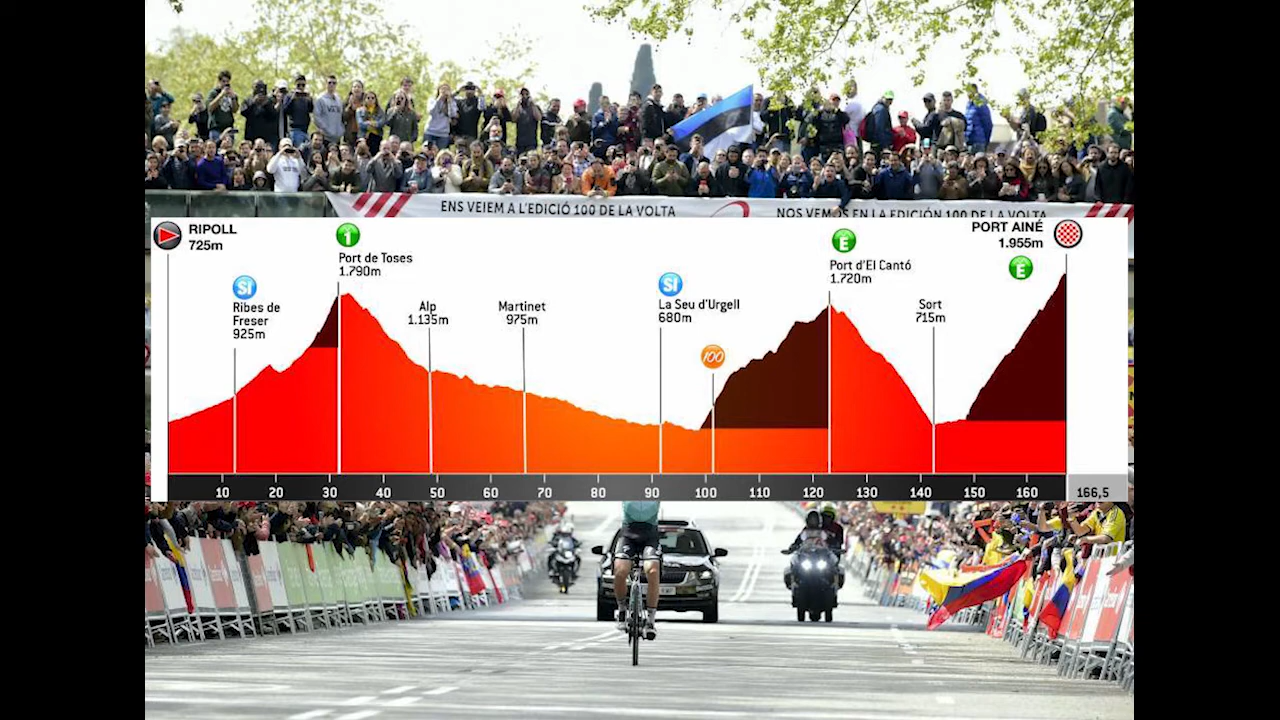 ENS VEIEM A L'EDICIÓ 100 DE LA VOLTA
NOS VEMOS EN LA EDICIÓN 100 DE LA VOLTA
RIPOLL
725m
1
Port de Toses
1.790m
E
Port d'El Cantó
1.720m
PORT AINÉ
1.955m
E
SI
Ribes de
Freser
925m
Alp
1.135m
Martinet
975m
SI
La Seu d'Urgell
680m
Sort
715m
100
10 20 30 40 50 60 70 80 90 100 110 120 130 140 150 160 166,5